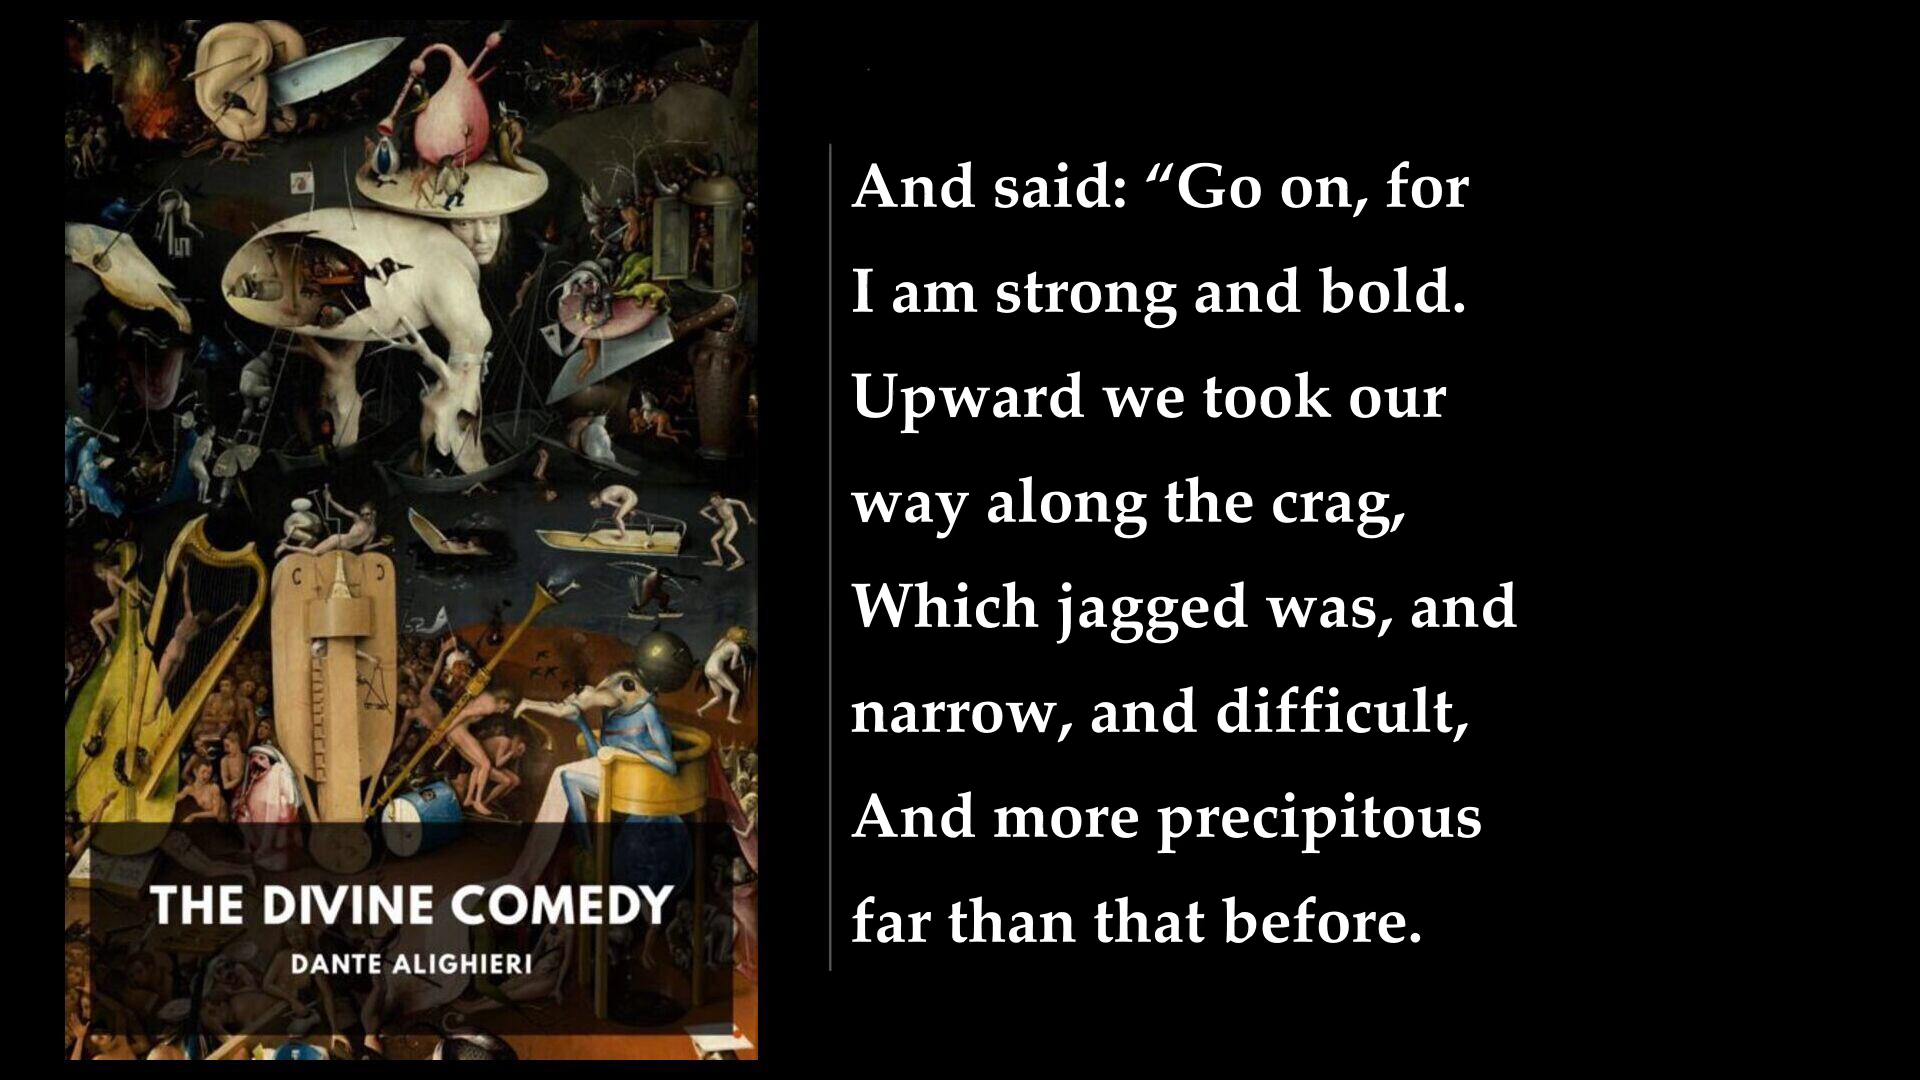 THE DIVINE COMEDY
DANTE ALIGHIERI
And said: “Go on, for
I am strong and bold.
Upward we took our
way along the crag,
Which jagged was, and
narrow, and difficult,
And more precipitous
far than that before.